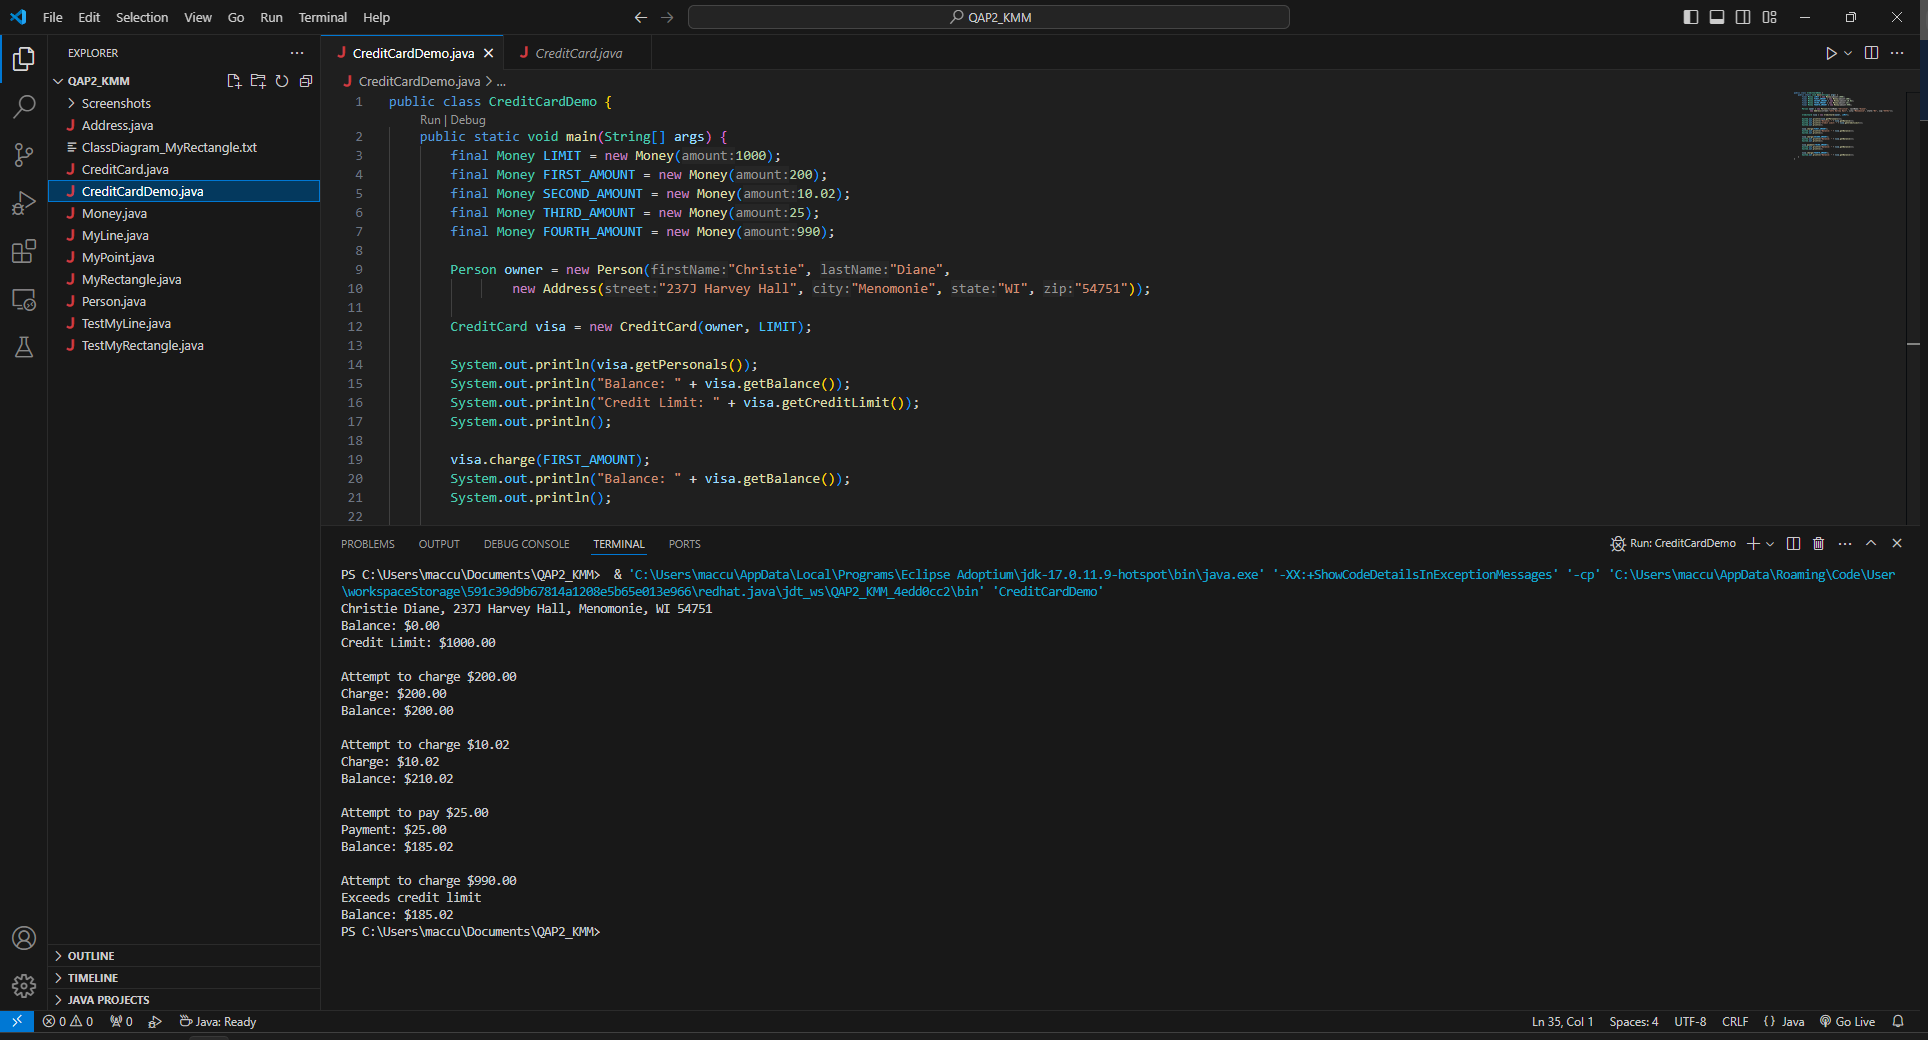 File Edit Selection View Go Run Terminal Help
QAP2_KMM
EXPLORER
QAP2_KMM
Screenshots
Address.java
ClassDiagram_MyRectangle.txt
CreditCard.java
CreditCardDemo.java
Money.java
MyLine.java
MyPoint.java
MyRectangle.java
Person.java
TestMyLine.java
TestMyRectangle.java
OUTLINE
TIMELINE
JAVA PROJECTS
CreditCardDemo.java CreditCard.java
CreditCardDemo.java > ...
1 public class CreditCardDemo {
Run | Debug
2 public static void main(String[] args) {
3 final Money LIMIT = new Money(amount:1000);
4 final Money FIRST_AMOUNT = new Money(amount:200);
5 final Money SECOND_AMOUNT = new Money(amount:10.02);
6 final Money THIRD_AMOUNT = new Money(amount:25);
7 final Money FOURTH_AMOUNT = new Money(amount:990);
8
9 Person owner = new Person(firstName:"Christie", lastName:"Diane",
10 new Address(street:"237J Harvey Hall", city:"Menomonie", state:"WI", zip:"54751"));
11
12 CreditCard visa = new CreditCard(owner, LIMIT);
13
14 System.out.println(visa.getPersonals());
15 System.out.println("Balance: " + visa.getBalance());
16 System.out.println("Credit Limit: " + visa.getCreditLimit());
17 System.out.println();
18
19 visa.charge(FIRST_AMOUNT);
20 System.out.println("Balance: " + visa.getBalance());
21 System.out.println();
22
PROBLEMS OUTPUT DEBUG CONSOLE TERMINAL PORTS
Run: CreditCardDemo
PS C:\Users\maccu\Documents\QAP2_KMM> & 'C:\Users\maccu\AppData\Local\Programs\Eclipse Adoptium\jdk-17.0.11.9-hotspot\bin\java.exe' '-XX:+ShowCodeDetailsInExceptionMessages' '-cp' 'C:\Users\maccu\AppData\Roaming\Code\User
\workspaceStorage\591c39d9b67814a1208e5b65e013e966\redhat.java\jdt_ws\QAP2_KMM_4edd0cc2\bin' 'CreditCardDemo'
Christie Diane, 237J Harvey Hall, Menomonie, WI 54751
Balance: $0.00
Credit Limit: $1000.00
Attempt to charge $200.00
Charge: $200.00
Balance: $200.00
Attempt to charge $10.02
Charge: $10.02
Balance: $210.02
Attempt to pay $25.00
Payment: $25.00
Balance: $185.02
Attempt to charge $990.00
Exceeds credit limit
Balance: $185.02
PS C:\Users\maccu\Documents\QAP2_KMM>
0 0 0 Java: Ready
Ln 35, Col 1 Spaces: 4 UTF-8 CRLF {} Java Go Live